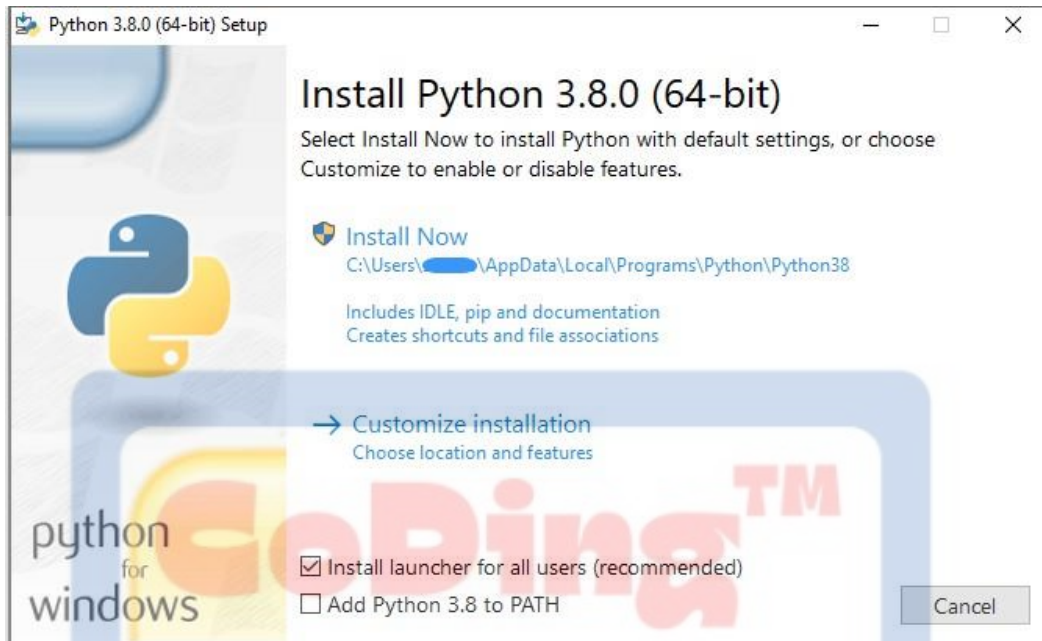 Python 3.8.0 (64-bit) Setup
Install Python 3.8.0 (64-bit)
Select Install Now to install Python with default settings, or choose
Customize to enable or disable features.
Install Now
C:\Users\ \AppData\Local\Programs\Python\Python38
Includes IDLE, pip and documentation
Creates shortcuts and file associations
Customize installation
Choose location and features
CoDing™
python
for
windows
Install launcher for all users (recommended)
Add Python 3.8 to PATH
Cancel